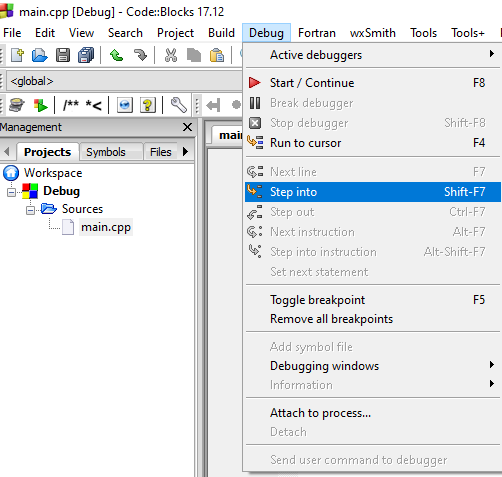 main.cpp [Debug] - Code::Blocks 17.12
File Edit View Search Project Build Debug Fortran wxSmith Tools Tools+
<global>
/** *<
Management
Projects Symbols Files
Workspace
Debug
Sources
main.cpp
mai
Active debuggers
Start / Continue F8
Break debugger
Stop debugger Shift-F8
Run to cursor F4
Next line F7
Step into Shift-F7
Step out Ctrl-F7
Next instruction Alt-F7
Step into instruction Alt-Shift-F7
Set next statement
Toggle breakpoint F5
Remove all breakpoints
Add symbol file
Debugging windows
Information
Attach to process...
Detach
Send user command to debugger